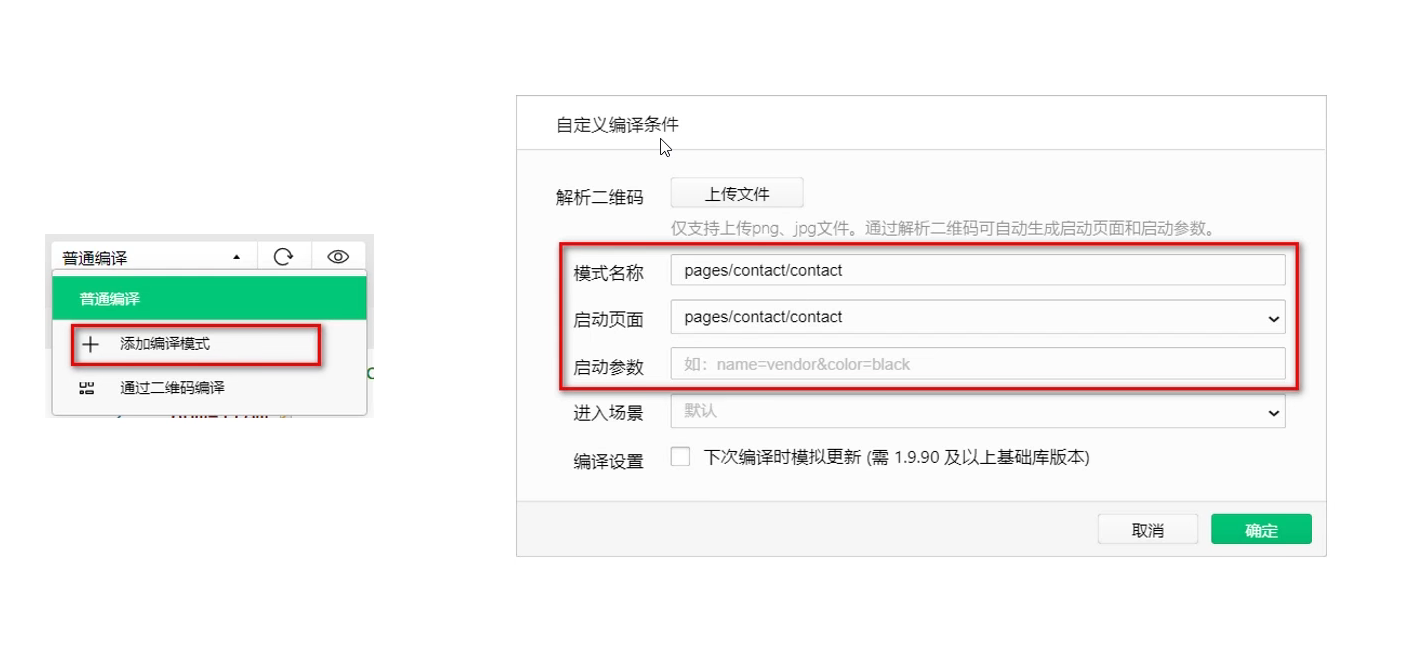 普通编译
普通编译
添加编译模式
通过二维码编译
自定义编译条件
解析二维码 上传文件
仅支持上传png、jpg文件。通过解析二维码可自动生成启动页面和启动参数。
模式名称 pages/contact/contact
启动页面 pages/contact/contact
启动参数 如：name=vendor&color=black
进入场景 默认
编译设置 下次编译时模拟更新 (需 1.9.90 及以上基础库版本)
取消 确定